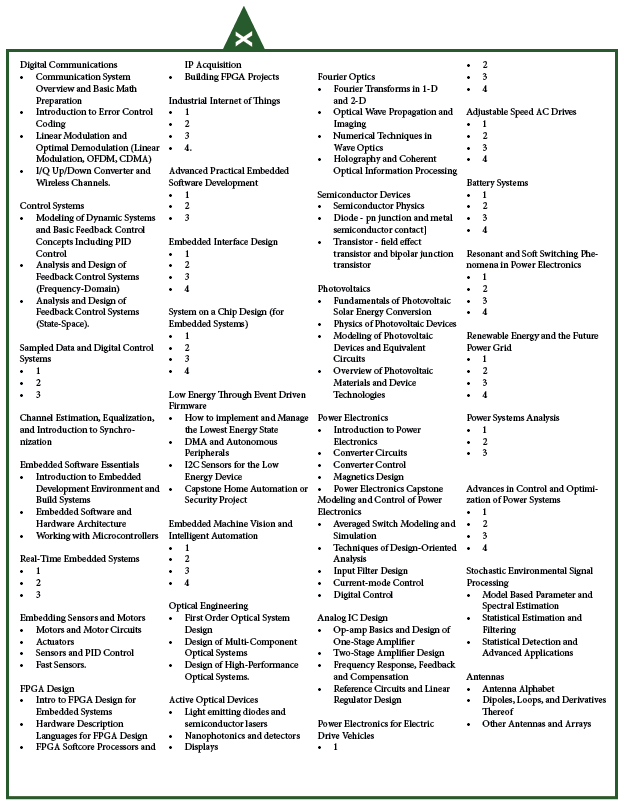 Digital Communications
• Communication System
Overview and Basic Math
Preparation
• Introduction to Error Control
Coding
• Linear Modulation and
Optimal Demodulation (Linear
Modulation, OFDM, CDMA)
• I/Q Up/Down Converter and
Wireless Channels.
Control Systems
• Modeling of Dynamic Systems
and Basic Feedback Control
Concepts Including PID
Control
• Analysis and Design of
Feedback Control Systems
(Frequency-Domain)
• Analysis and Design of
Feedback Control Systems
(State-Space).
Sampled Data and Digital Control
Systems
• 1
• 2
• 3
Channel Estimation, Equalization,
and Introduction to Synchro-
nization
Embedded Software Essentials
• Introduction to Embedded
Development Environment and
Build Systems
• Embedded Software and
Hardware Architecture
• Working with Microcontrollers
Real-Time Embedded Systems
• 1
• 2
• 3
Embedding Sensors and Motors
• Motors and Motor Circuits
• Actuators
• Sensors and PID Control
• Fast Sensors.
FPGA Design
• Intro to FPGA Design for
Embedded Systems
• Hardware Description
Languages for FPGA Design
• FPGA Softcore Processors and
IP Acquisition
• Building FPGA Projects
Industrial Internet of Things
• 1
• 2
• 3
• 4.
Advanced Practical Embedded
Software Development
• 1
• 2
• 3
Embedded Interface Design
• 1
• 2
• 3
• 4
System on a Chip Design (for
Embedded Systems)
• 1
• 2
• 3
• 4
Low Energy Through Event Driven
Firmware
• How to implement and Manage
the Lowest Energy State
• DMA and Autonomous
Peripherals
• I2C Sensors for the Low
Energy Device
• Capstone Home Automation or
Security Project
Embedded Machine Vision and
Intelligent Automation
• 1
• 2
• 3
• 4
Optical Engineering
• First Order Optical System
Design
• Design of Multi-Component
Optical Systems
• Design of High-Performance
Optical Systems.
Active Optical Devices
• Light emitting diodes and
semiconductor lasers
• Nanophotonics and detectors
• Displays
Fourier Optics
• Fourier Transforms in 1-D
and 2-D
• Optical Wave Propagation and
Imaging
• Numerical Techniques in
Wave Optics
• Holography and Coherent
Optical Information Processing
Semiconductor Devices
• Semiconductor Physics
• Diode - pn junction and metal
semiconductor contact]
• Transistor - field effect
transistor and bipolar junction
transistor
Photovoltaics
• Fundamentals of Photovoltaic
Solar Energy Conversion
• Physics of Photovoltaic Devices
• Modeling of Photovoltaic
Devices and Equivalent
Circuits
• Overview of Photovoltaic
Materials and Device
Technologies
Power Electronics
• Introduction to Power
Electronics
• Converter Circuits
• Converter Control
• Magnetics Design
• Power Electronics Capstone
Modeling and Control of Power
Electronics
• Averaged Switch Modeling and
Simulation
• Techniques of Design-Oriented
Analysis
• Input Filter Design
• Current-mode Control
• Digital Control
Analog IC Design
• Op-amp Basics and Design of
One-Stage Amplifier
• Two-Stage Amplifier Design
• Frequency Response, Feedback
and Compensation
• Reference Circuits and Linear
Regulator Design
Power Electronics for Electric
Drive Vehicles
• 1
• 2
• 3
• 4
Adjustable Speed AC Drives
• 1
• 2
• 3
• 4
Battery Systems
• 1
• 2
• 3
• 4
Resonant and Soft Switching Phe-
nomena in Power Electronics
• 1
• 2
• 3
• 4
Renewable Energy and the Future
Power Grid
• 1
• 2
• 3
• 4
Power Systems Analysis
• 1
• 2
• 3
Advances in Control and Optimi-
zation of Power Systems
• 1
• 2
• 3
• 4
Stochastic Environmental Signal
Processing
• Model Based Parameter and
Spectral Estimation
• Statistical Estimation and
Filtering
• Statistical Detection and
Advanced Applications
Antennas
• Antenna Alphabet
• Dipoles, Loops, and Derivatives
Thereof
• Other Antennas and Arrays